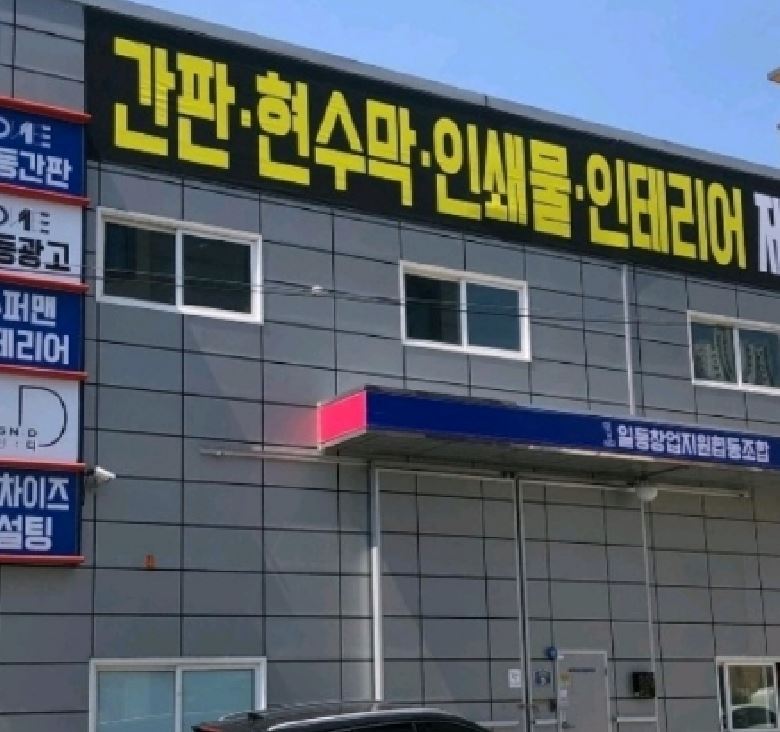 간판·현수막·인쇄물·인테리어
동간판
동광고
퍼맨
테리어
D
차이즈
설팅
일등창업지원협동조합